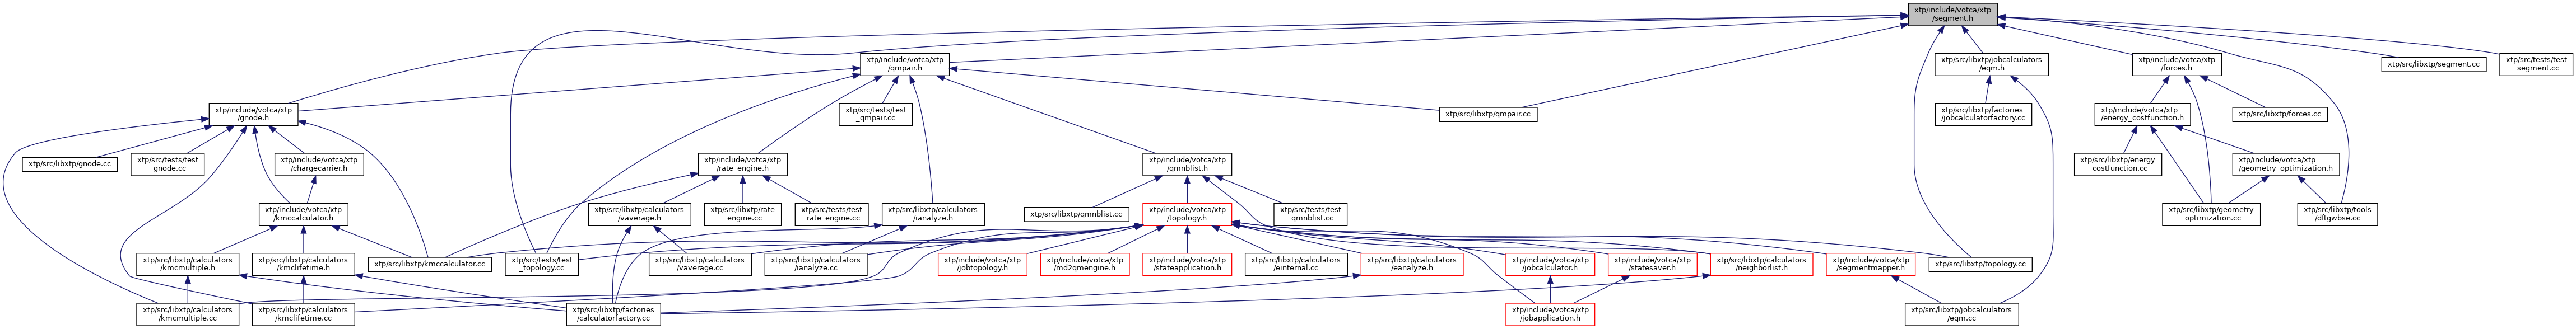 xtp/include/votca/xtp
/segment.h
xtp/include/votca/xtp
/qmpair.h
xtp/src/libxtp/jobcalculators
/eqm.h
xtp/include/votca/xtp
/forces.h
xtp/src/libxtp/segment.cc
xtp/src/tests/test
_segment.cc
xtp/include/votca/xtp
/gnode.h
xtp/src/tests/test
_qmpair.cc
xtp/src/libxtp/qmpair.cc
xtp/src/libxtp/factories
/jobcalculatorfactory.cc
xtp/include/votca/xtp
/energy_costfunction.h
xtp/src/libxtp/forces.cc
xtp/src/libxtp/gnode.cc
xtp/src/tests/test
_gnode.cc
xtp/include/votca/xtp
/chargecarrier.h
xtp/include/votca/xtp
/rate_engine.h
xtp/include/votca/xtp
/qmnblist.h
xtp/src/libxtp/energy
_costfunction.cc
xtp/include/votca/xtp
/geometry_optimization.h
xtp/include/votca/xtp
/kmccalculator.h
xtp/src/libxtp/calculators
/vaverage.h
xtp/src/libxtp/rate
_engine.cc
xtp/src/tests/test
_rate_engine.cc
xtp/src/libxtp/calculators
/ianalyze.h
xtp/src/libxtp/qmnblist.cc
xtp/include/votca/xtp
/topology.h
xtp/src/tests/test
_qmnblist.cc
xtp/src/libxtp/geometry
_optimization.cc
xtp/src/libxtp/tools
/dftgwbse.cc
xtp/src/libxtp/calculators
/kmcmultiple.h
xtp/src/libxtp/calculators
/kmclifetime.h
xtp/src/libxtp/kmccalculator.cc
xtp/src/tests/test
_topology.cc
xtp/src/libxtp/calculators
/vaverage.cc
xtp/src/libxtp/calculators
/ianalyze.cc
xtp/include/votca/xtp
/jobtopology.h
xtp/include/votca/xtp
/md2qmengine.h
xtp/include/votca/xtp
/stateapplication.h
xtp/src/libxtp/calculators
/einternal.cc
xtp/src/libxtp/calculators
/eanalyze.h
xtp/include/votca/xtp
/jobcalculator.h
xtp/include/votca/xtp
/statesaver.h
xtp/src/libxtp/calculators
/neighborlist.h
xtp/include/votca/xtp
/segmentmapper.h
xtp/src/libxtp/topology.cc
xtp/src/libxtp/calculators
/kmcmultiple.cc
xtp/src/libxtp/calculators
/kmclifetime.cc
xtp/src/libxtp/factories
/calculatorfactory.cc
xtp/include/votca/xtp
/jobapplication.h
xtp/src/libxtp/jobcalculators
/eqm.cc